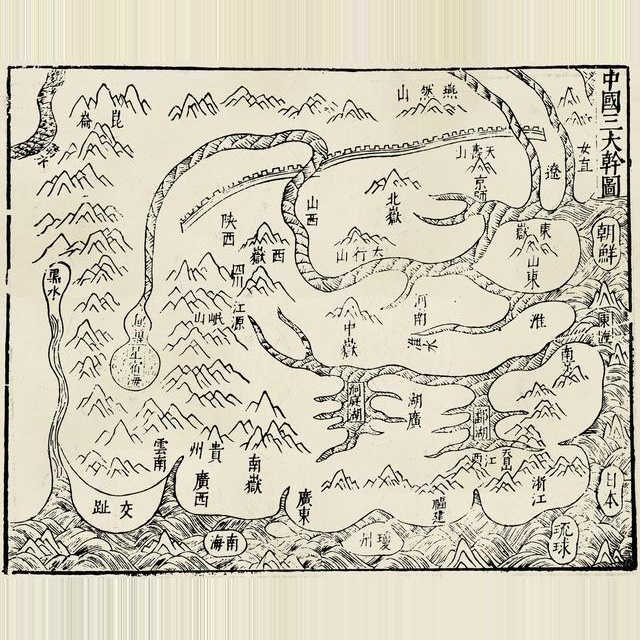 中國三大幹圖
崑崙
燕然山
女直
遼
天壽山
京師
北嶽
山西
陝西
西嶽
大行山
東嶽
山東
朝鮮
黑水
四川
江源
岷山
星宿海
中嶽
河南
淮水
淮
東海
南京
洞庭湖
湖廣
鄱湖
雲南
貴州
廣西
南嶽
廣東
江西
福建
浙江
日本
交趾
南海
瓊州
琉球